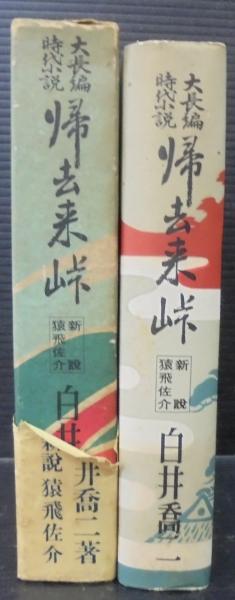 大長編
時代小説
帰去来峠
新説
猿飛佐介
白井
井喬二著
説 猿飛佐介
大長編
時代小説
帰去来峠
新説
猿飛佐介
白井喬二